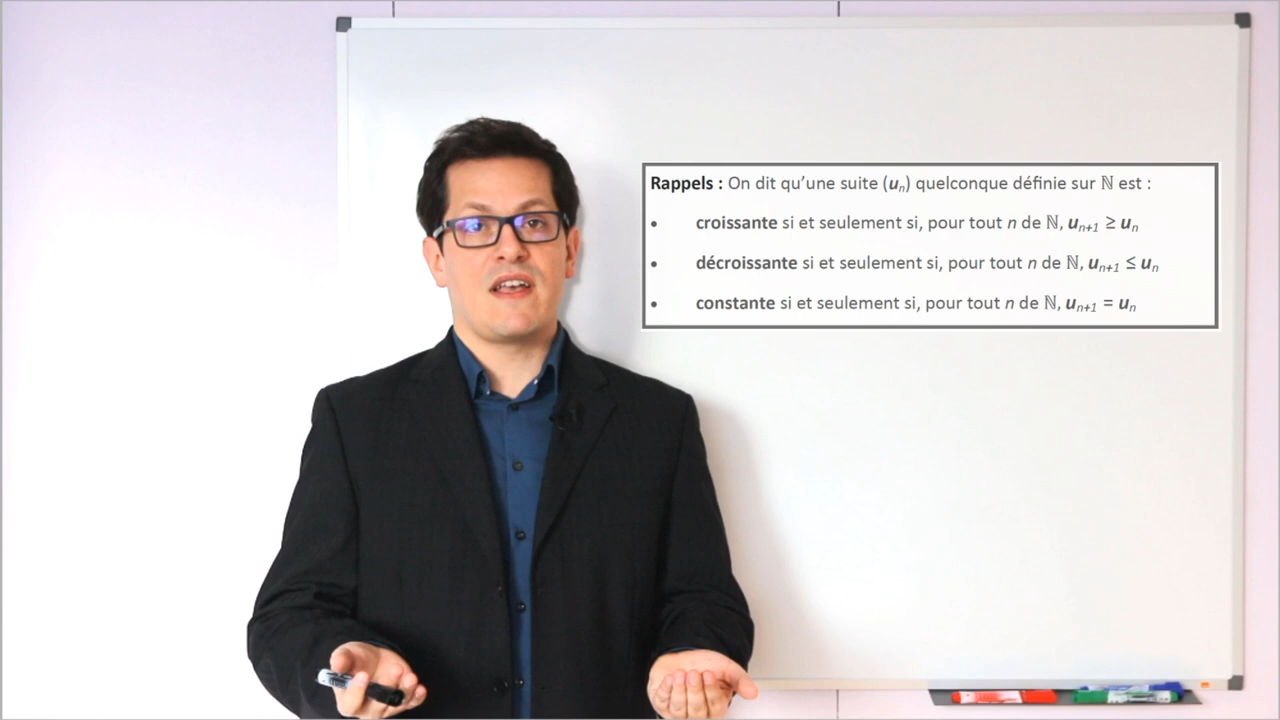 Rappels : On dit qu’une suite (uₙ) quelconque définie sur ℕ est :
• croissante si et seulement si, pour tout n de ℕ, uₙ₊₁ ≥ uₙ
• décroissante si et seulement si, pour tout n de ℕ, uₙ₊₁ ≤ uₙ
• constante si et seulement si, pour tout n de ℕ, uₙ₊₁ = uₙ